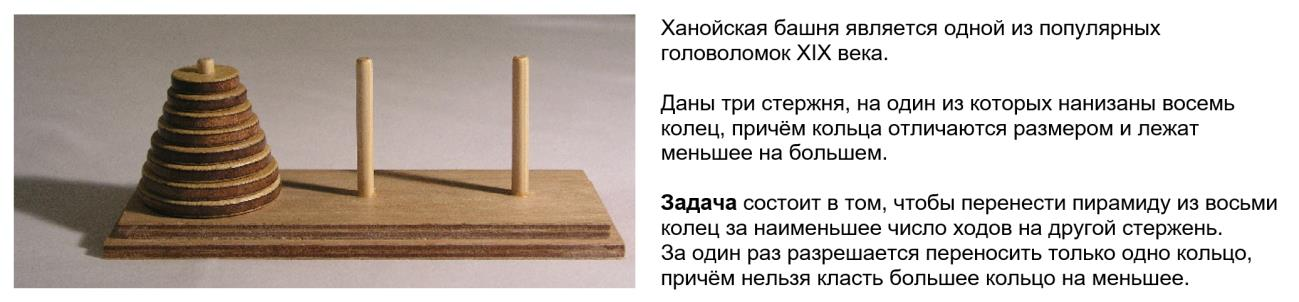 Ханойская башня является одной из популярных
головоломок XIX века.
Даны три стержня, на один из которых нанизаны восемь
колец, причём кольца отличаются размером и лежат
меньшее на большем.
Задача состоит в том, чтобы перенести пирамиду из восьми
колец за наименьшее число ходов на другой стержень.
За один раз разрешается переносить только одно кольцо,
причём нельзя класть большее кольцо на меньшее.